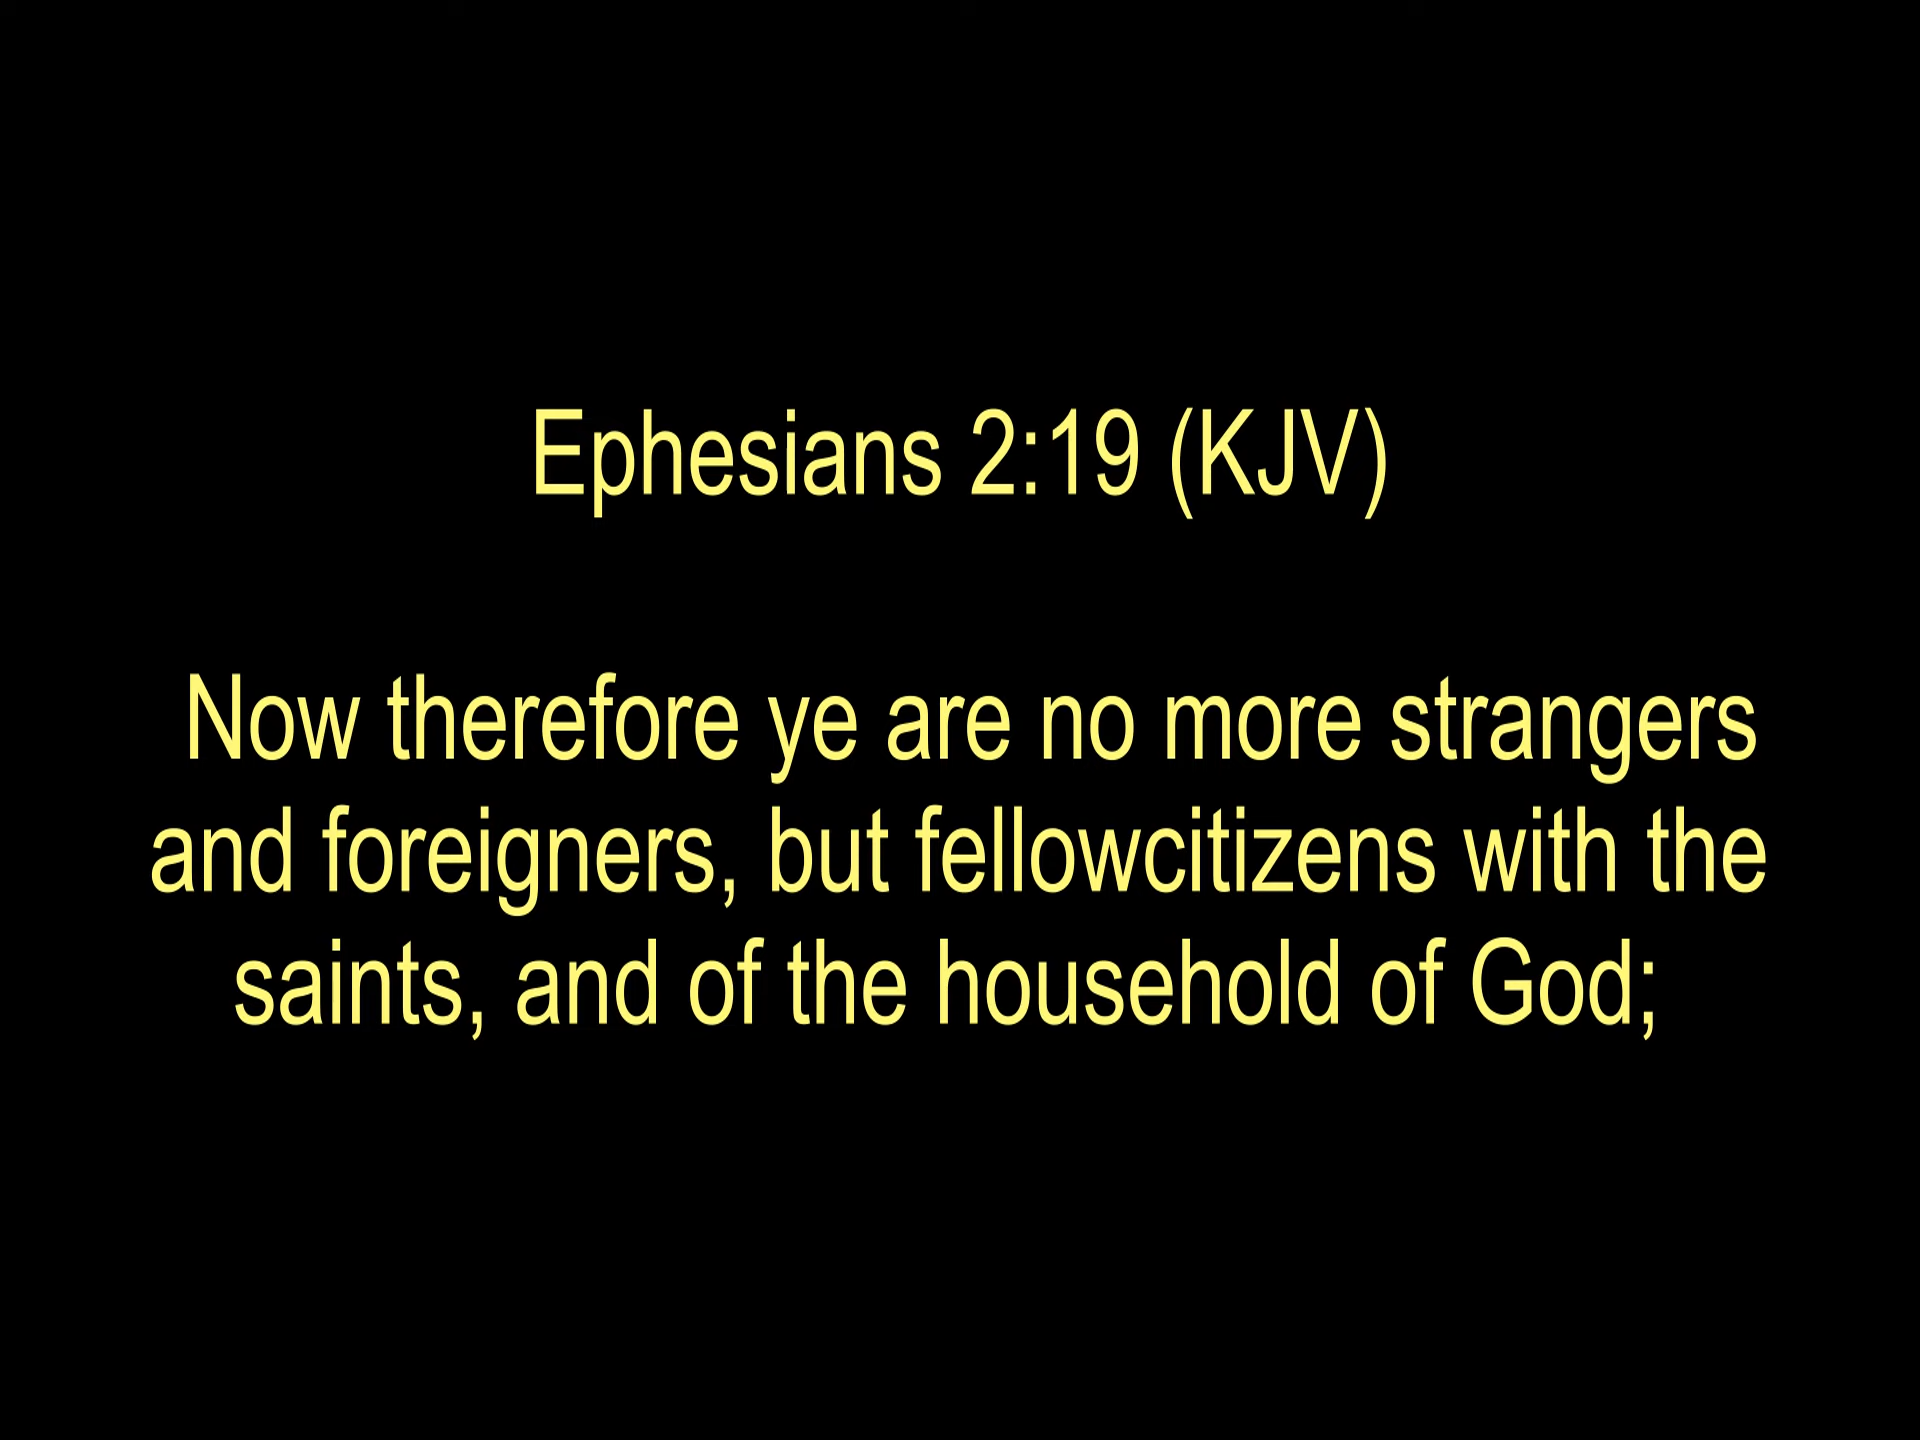 Ephesians 2:19 (KJV)
Now therefore ye are no more strangers
and foreigners, but fellowcitizens with the
saints, and of the household of God;